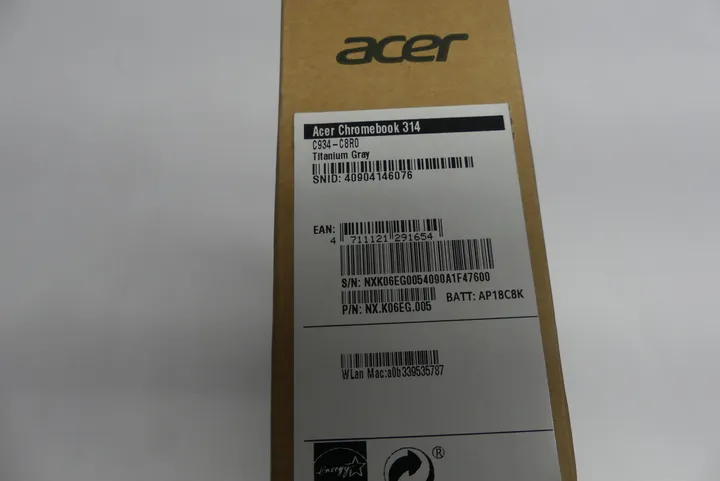 acer
Acer Chromebook 314
C934-C8R0
Titanium Gray
SNID: 40904146076
EAN:
4 711121 291654
S/N: NXK06EG0054090A1F47600
P/N: NX.K06EG.005
BATT: AP18C8K
WLan Mac:a0b339535787
energy
®